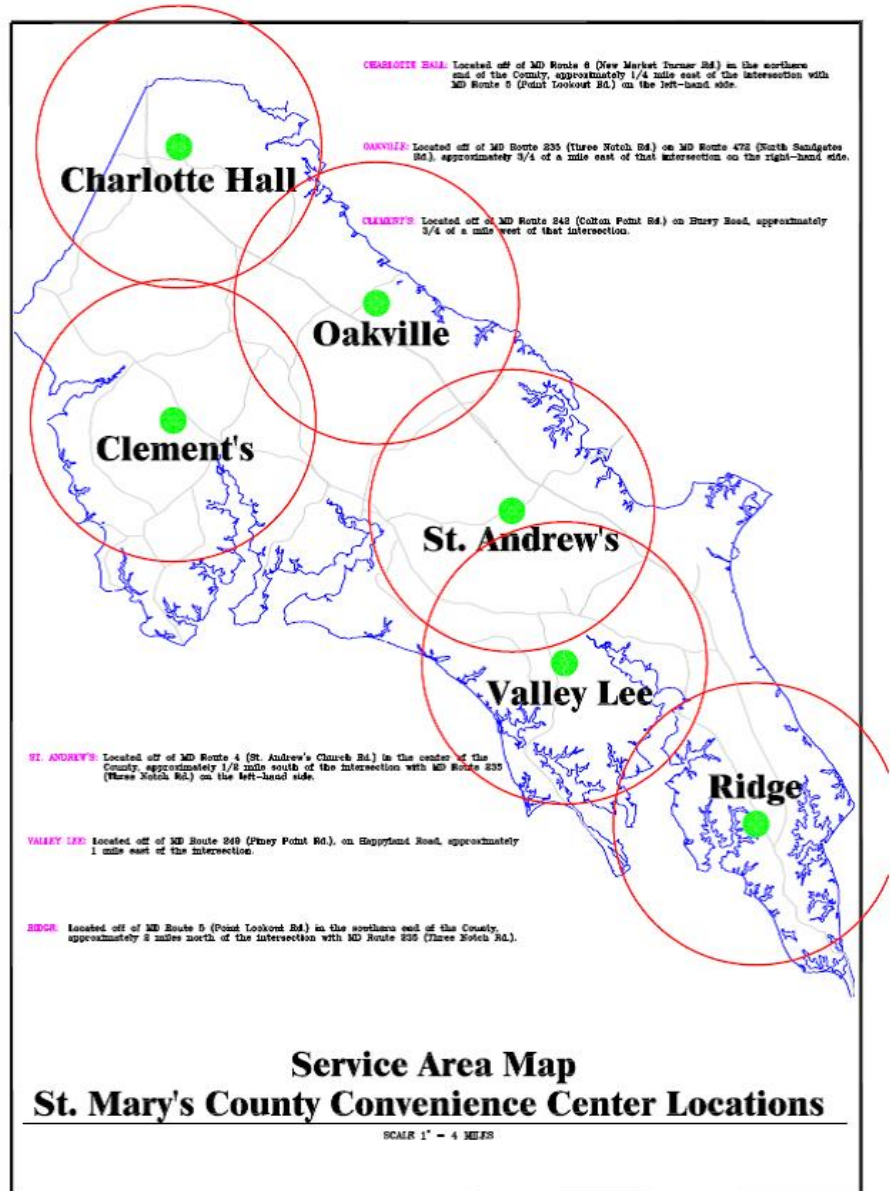 CHARLOTTE HALL: Located off of MD Route 6 (New Market Turner Rd.) in the northern
end of the County, approximately 1/4 mile east of the intersection with
MD Route 5 (Point Lookout Rd.) on the left-hand side.
Charlotte Hall
OAKVILLE: Located off of MD Route 235 (Three Notch Rd.) on MD Route 472 (North Sandgates
Rd.), approximately 3/4 of a mile east of that intersection on the right-hand side.
CLEMENT'S: Located off of MD Route 242 (Colton Point Rd.) on Hurry Road, approximately
3/4 of a mile west of that intersection.
Oakville
Clement's
St. Andrew's
Valley Lee
ST. ANDREW'S: Located off of MD Route 4 (St. Andrew's Church Rd.) in the center of the
County, approximately 1/2 mile south of the intersection with MD Route 235
(Three Notch Rd.) on the left-hand side.
Ridge
VALLEY LEE: Located off of MD Route 249 (Piney Point Rd.), on Happyland Road, approximately
1 mile east of the intersection.
RIDGE: Located off of MD Route 5 (Point Lookout Rd.) in the southern end of the County,
approximately 2 miles north of the intersection with MD Route 235 (Three Notch Rd.).
Service Area Map
St. Mary's County Convenience Center Locations
SCALE 1" = 4 MILES